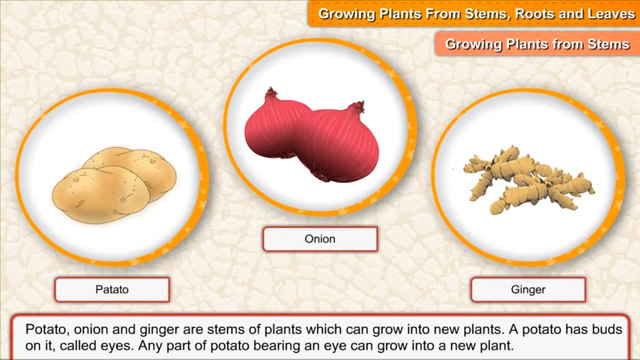 Growing Plants From Stems, Roots and Leaves
Growing Plants from Stems
Onion
Patato
Ginger
Potato, onion and ginger are stems of plants which can grow into new plants. A potato has buds
on it, called eyes. Any part of potato bearing an eye can grow into a new plant.